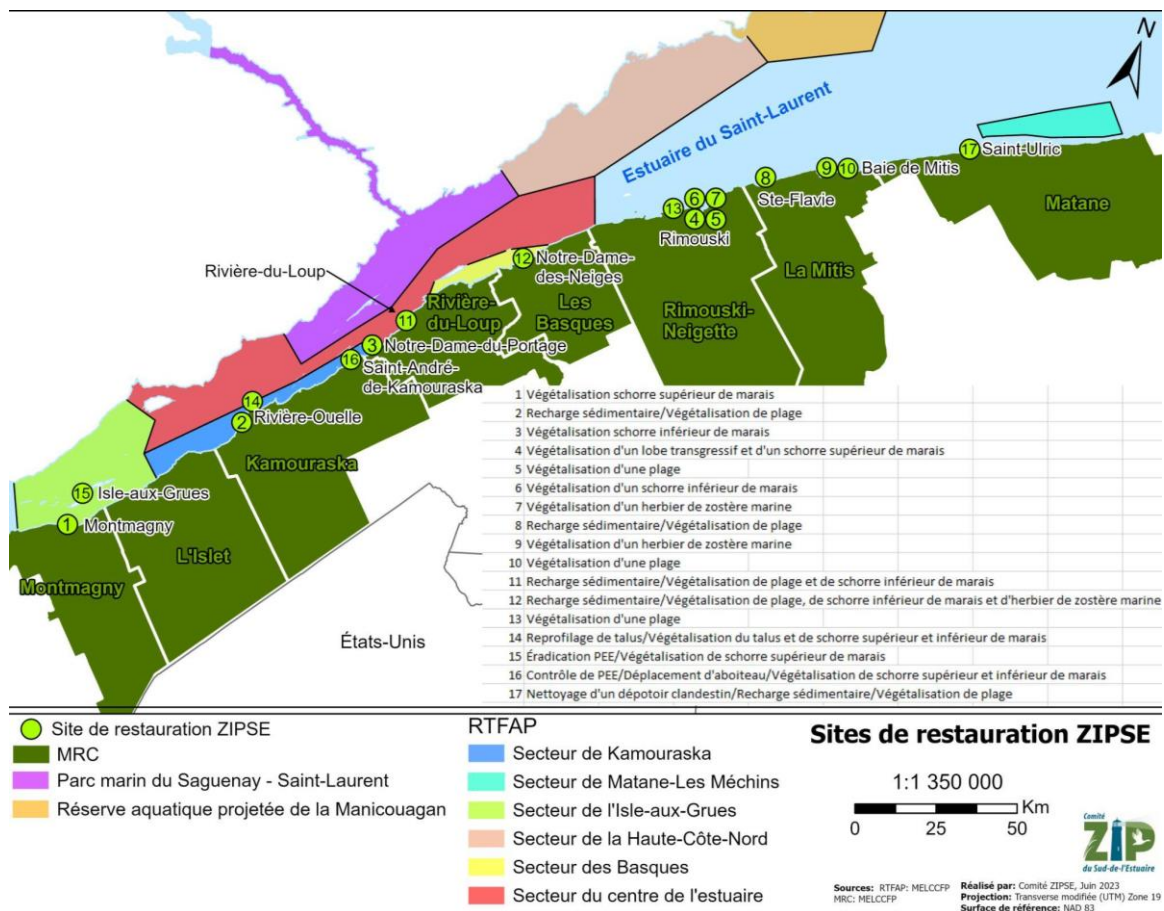 N
Estuaire du Saint-Laurent
17
Saint-Ulric
9
10
Baie de Mitis
8
Ste-Flavie
Matane
6
7
13
4
5
Rimouski
La Mitis
12
Notre-Dame-
des-Neiges
Rivière-du-Loup
11
Rivière-
du-Loup
Les
Basques
Rimouski-
Neigette
3
Notre-Dame-du-Portage
16
Saint-André-
de-Kamouraska
14
Rivière-Ouelle
2
Kamouraska
15
Isle-aux-Grues
1
Montmagny
L'Islet
Montmagny
États-Unis
1 Végétalisation schorre supérieur de marais
2 Recharge sédimentaire/Végétalisation de plage
3 Végétalisation schorre inférieur de marais
4 Végétalisation d'un lobe transgressif et d'un schorre supérieur de marais
5 Végétalisation d'une plage
6 Végétalisation d'un schorre inférieur de marais
7 Végétalisation d'un herbier de zostère marine
8 Recharge sédimentaire/Végétalisation de plage
9 Végétalisation d'un herbier de zostère marine
10 Végétalisation d'une plage
11 Recharge sédimentaire/Végétalisation de plage et de schorre inférieur de marais
12 Recharge sédimentaire/Végétalisation de plage, de schorre inférieur de marais et d'herbier de zostère marine
13 Végétalisation d'une plage
14 Reprofilage de talus/Végétalisation du talus et de schorre supérieur et inférieur de marais
15 Éradication PEE/Végétalisation de schorre supérieur de marais
16 Contrôle de PEE/Déplacement d'aboiteau/Végétalisation de schorre supérieur et inférieur de marais
17 Nettoyage d'un dépotoir clandestin/Recharge sédimentaire/Végétalisation de plage
Site de restauration ZIPSE
MRC
Parc marin du Saguenay - Saint-Laurent
Réserve aquatique projetée de la Manicouagan
RTFAP
Secteur de Kamouraska
Secteur de Matane-Les Méchins
Secteur de l'Isle-aux-Grues
Secteur de la Haute-Côte-Nord
Secteur des Basques
Secteur du centre de l'estuaire
Sites de restauration ZIPSE
1:1 350 000
Km
0 25 50
Comité
ZIP
du Sud-de-l'Estuaire
Sources: RTFAP: MELCCFP
MRC: MELCCFP
Réalisé par: Comité ZIPSE, Juin 2023
Projection: Transverse modifiée (UTM) Zone 19
Surface de référence: NAD 83